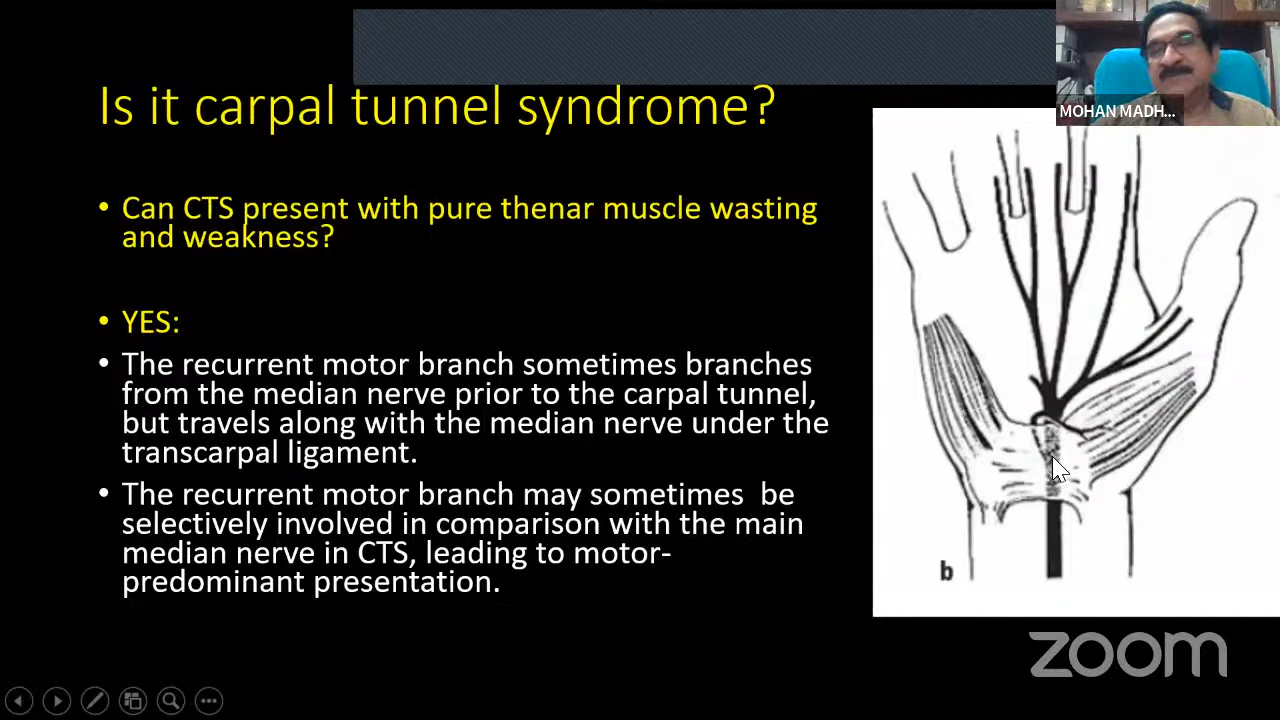 MOHAN MADH...
Is it carpal tunnel syndrome?
• Can CTS present with pure thenar muscle wasting
and weakness?
• YES:
• The recurrent motor branch sometimes branches
from the median nerve prior to the carpal tunnel,
but travels along with the median nerve under the
transcarpal ligament.
• The recurrent motor branch may sometimes  be
selectively involved in comparison with the main
median nerve in CTS, leading to motor-
predominant presentation.
b
zoom